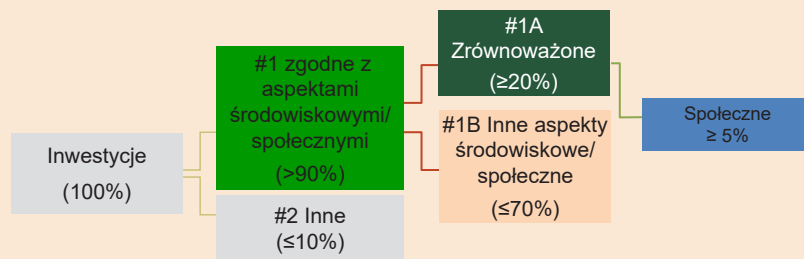 Inwestycje
(100%)
#1 zgodne z
aspektami
środowiskowymi/
społecznymi
(>90%)
#2 Inne
(≤10%)
#1A
Zrównoważone
(≥20%)
#1B Inne aspekty
środowiskowe/
społeczne
(≤70%)
Społeczne
≥ 5%